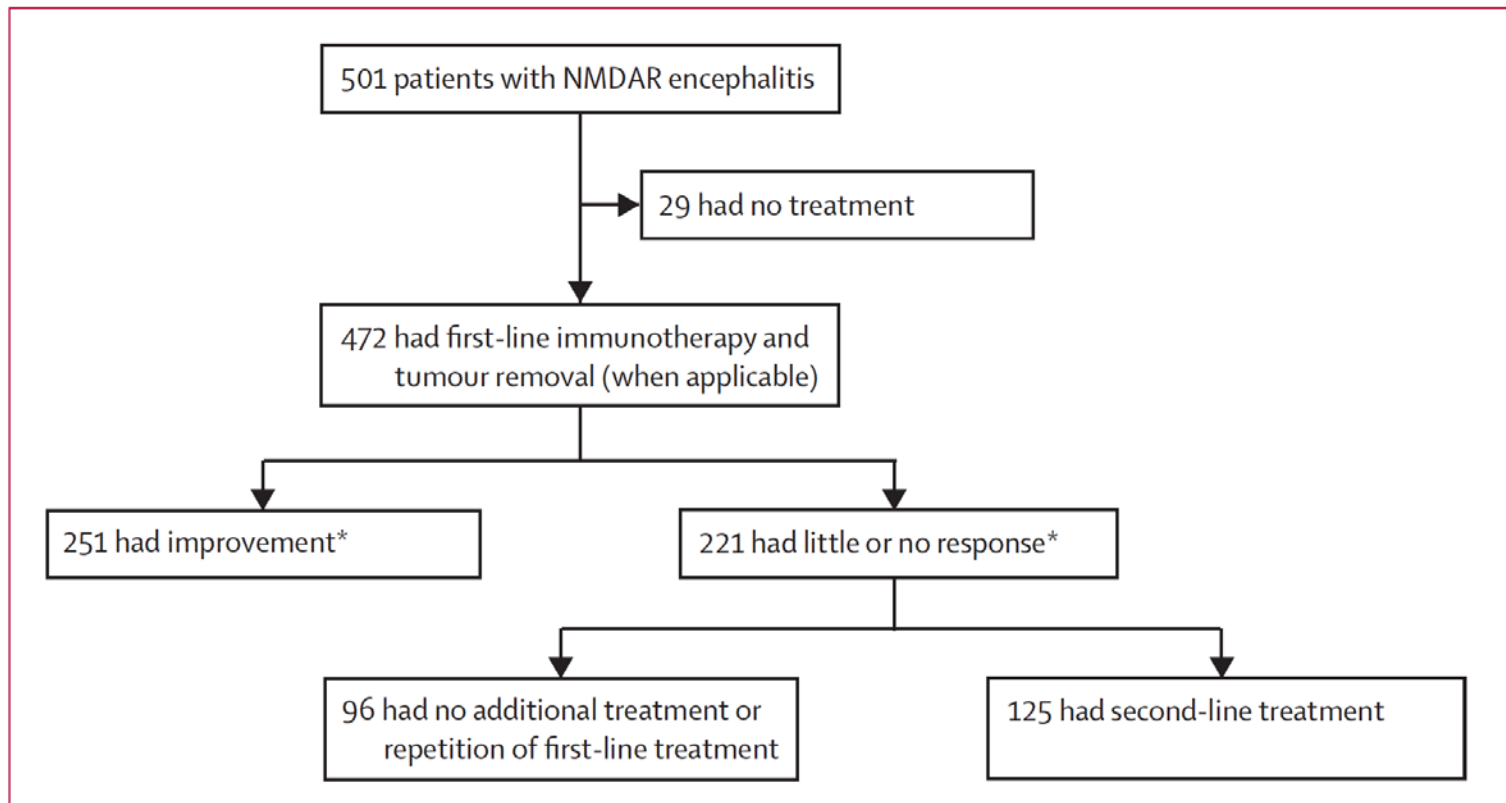 501 patients with NMDAR encephalitis
29 had no treatment
472 had first-line immunotherapy and
tumour removal (when applicable)
251 had improvement*
221 had little or no response*
96 had no additional treatment or
repetition of first-line treatment
125 had second-line treatment